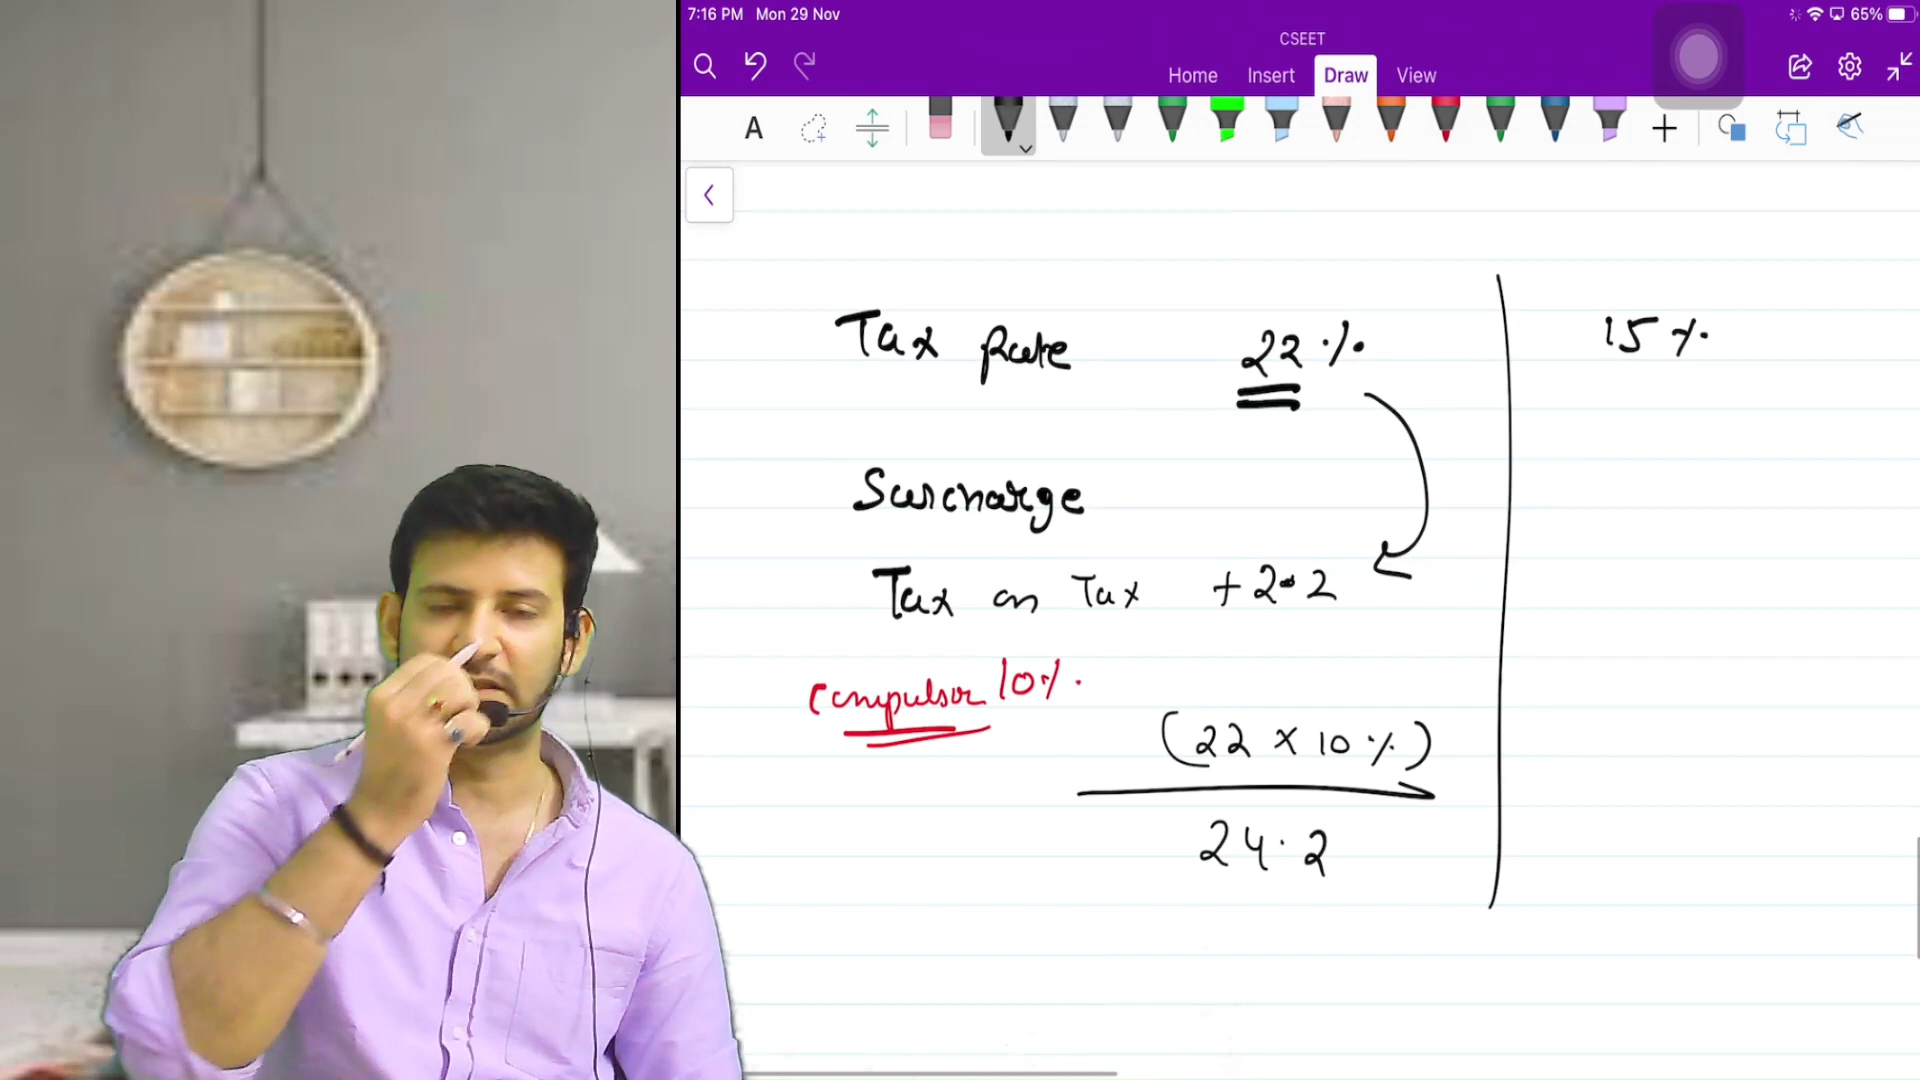 7:16 PM Mon 29 Nov 65%
CSEET
Home Insert Draw View
A
Tax Rate 22% 15%
Surcharge
Tax on Tax +2.2
Compulsor 10%
(22 x 10%)
24.2